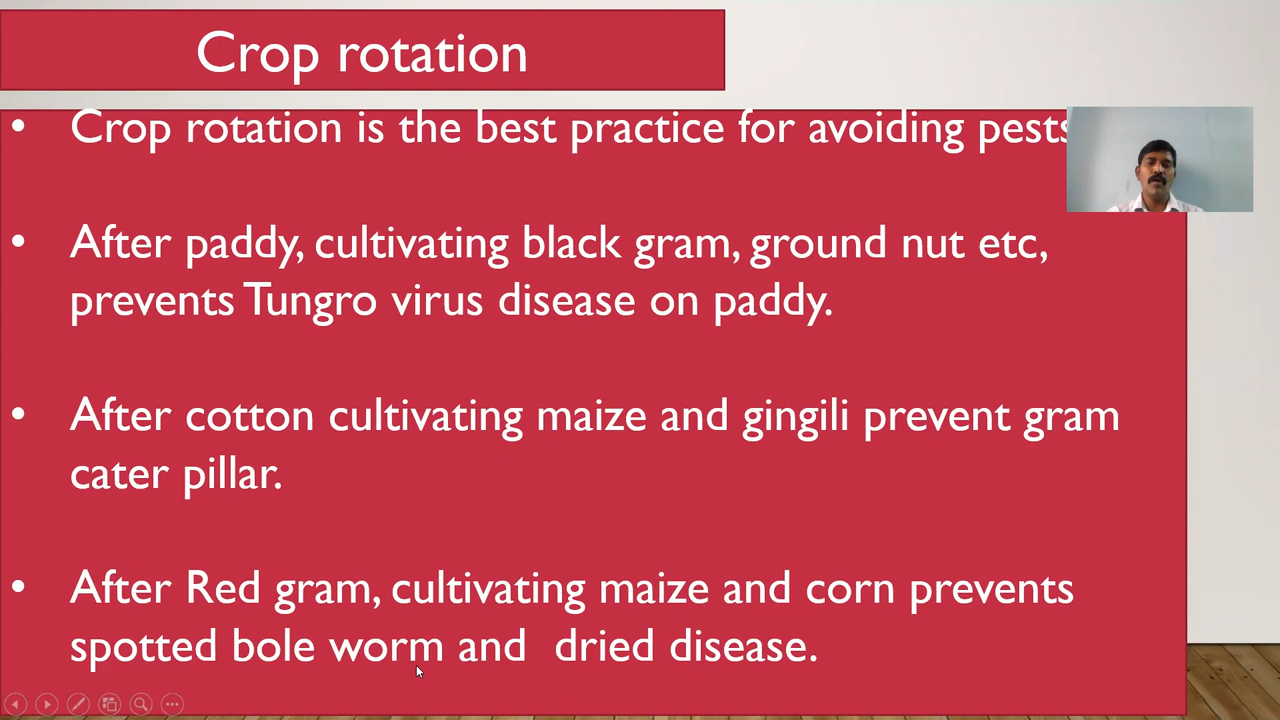 Crop rotation
• Crop rotation is the best practice for avoiding pests
• After paddy, cultivating black gram, ground nut etc,
prevents Tungro virus disease on paddy.
• After cotton cultivating maize and gingili prevent gram
cater pillar.
• After Red gram, cultivating maize and corn prevents
spotted bole worm and  dried disease.